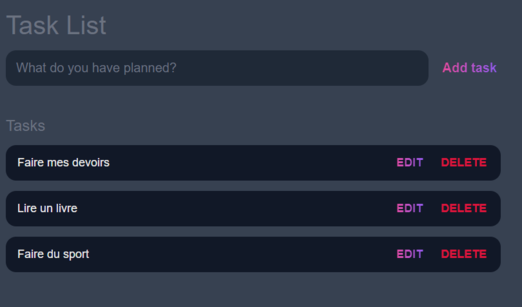 Task List
What do you have planned? Add task
Tasks
Faire mes devoirs EDIT DELETE
Lire un livre EDIT DELETE
Faire du sport EDIT DELETE